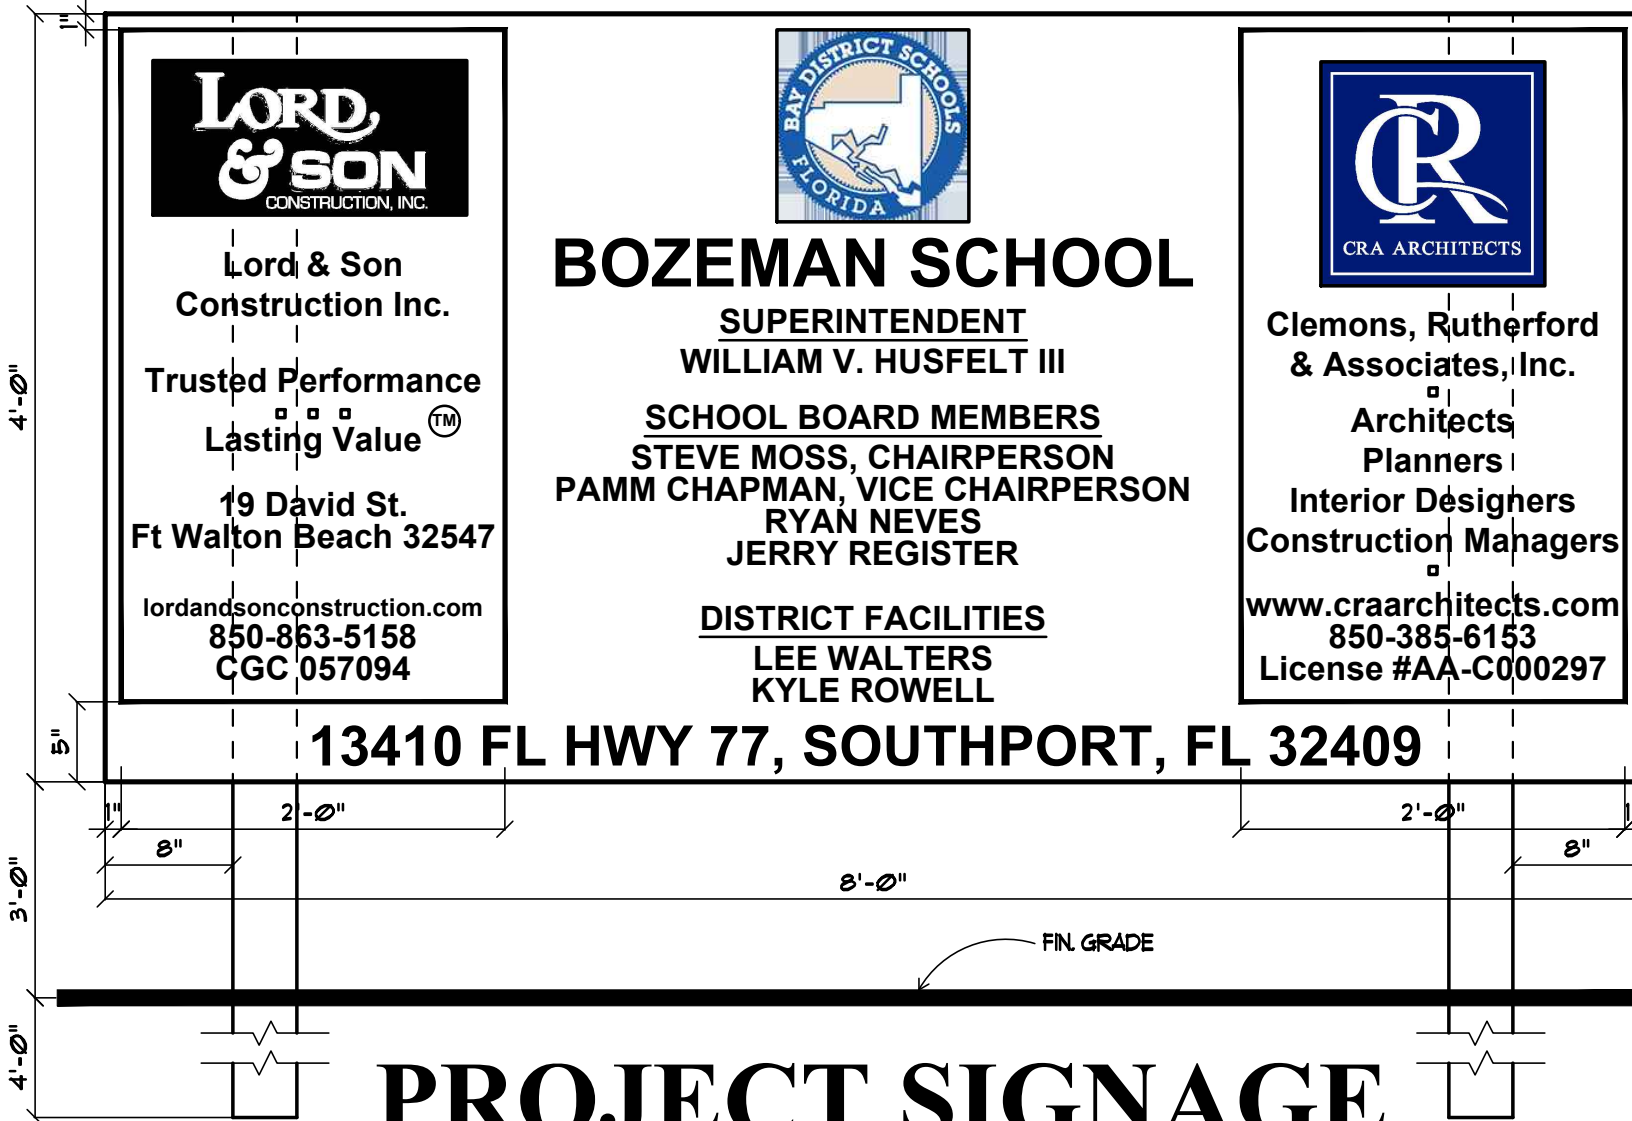 1"
LORD
& SON
CONSTRUCTION, INC.
Lord & Son
Construction Inc.
Trusted Performance
Lasting Value TM
19 David St.
Ft Walton Beach 32547
lordandsonconstruction.com
850-863-5158
CGC 057094
BAY DISTRICT SCHOOLS
FLORIDA
BOZEMAN SCHOOL
SUPERINTENDENT
WILLIAM V. HUSFELT III
SCHOOL BOARD MEMBERS
STEVE MOSS, CHAIRPERSON
PAMM CHAPMAN, VICE CHAIRPERSON
RYAN NEVES
JERRY REGISTER
DISTRICT FACILITIES
LEE WALTERS
KYLE ROWELL
CR
CRA ARCHITECTS
Clemons, Rutherford
& Associates, Inc.
Architects
Planners
Interior Designers
Construction Managers
www.craarchitects.com
850-385-6153
License #AA-C000297
13410 FL HWY 77, SOUTHPORT, FL 32409
4'-0"
5"
1"
2'-0"
2'-0"
1
8"
8"
8'-0"
3'-0"
FIN. GRADE
4'-0"
PROJECT SIGNAGE